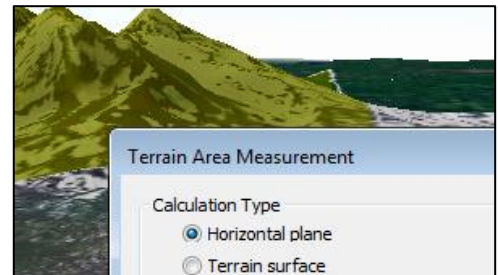 Terrain Area Measurement
Calculation Type
Horizontal plane
Terrain surface